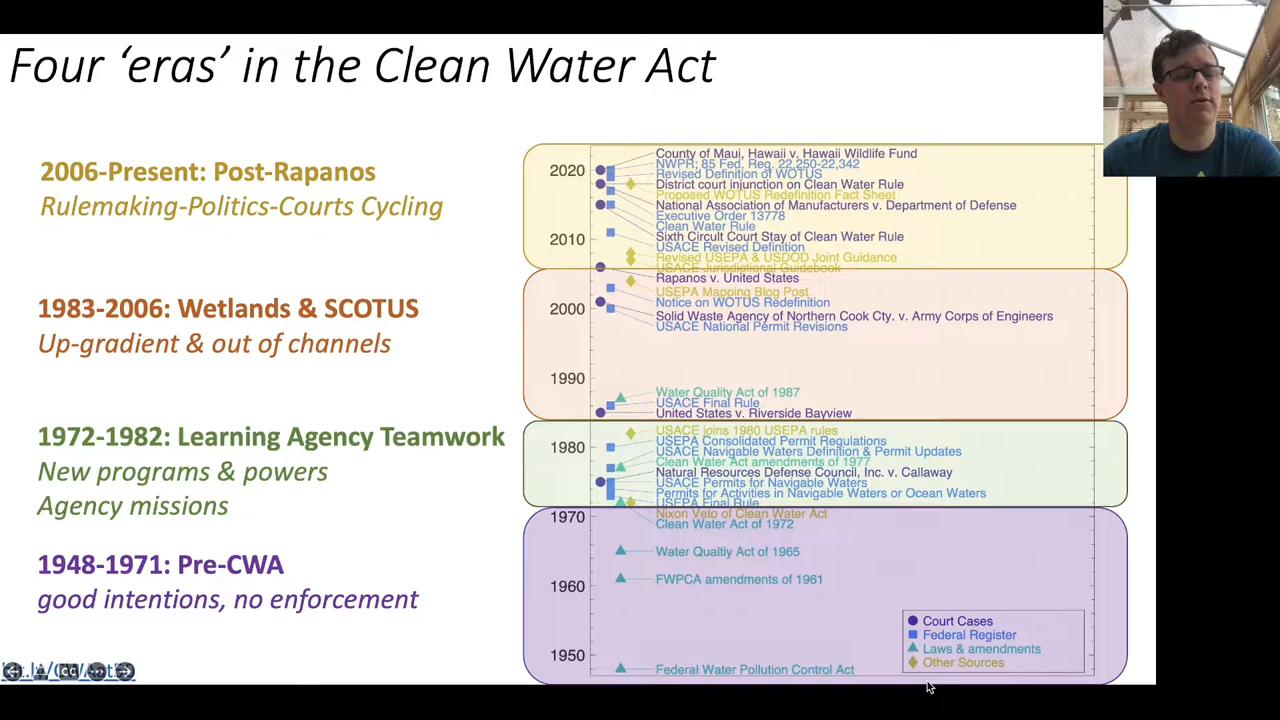 Four ‘eras’ in the Clean Water Act
2006-Present: Post-Rapanos
Rulemaking-Politics-Courts Cycling
1983-2006: Wetlands & SCOTUS
Up-gradient & out of channels
1972-1982: Learning Agency Teamwork
New programs & powers
Agency missions
1948-1971: Pre-CWA
good intentions, no enforcement
2020
2010
2000
1990
1980
1970
1960
1950
County of Maui, Hawaii v. Hawaii Wildlife Fund
NWPR; 85 Fed. Reg. 22,250-22,342
Revised Definition of WOTUS
District court injunction on Clean Water Rule
Proposed WOTUS Redefinition Fact Sheet
National Association of Manufacturers v. Department of Defense
Executive Order 13778
Clean Water Rule
Sixth Circuit Court Stay of Clean Water Rule
USACE Revised Definition
Revised USEPA & USDOD Joint Guidance
USACE Jurisdictional Guidebook
Rapanos v. United States
USEPA Mapping Blog Post
Notice on WOTUS Redefinition
Solid Waste Agency of Northern Cook Cty. v. Army Corps of Engineers
USACE National Permit Revisions
Water Quality Act of 1987
USACE Final Rule
United States v. Riverside Bayview
USACE joins 1980 USEPA rules
USEPA Consolidated Permit Regulations
USACE Navigable Waters Definition & Permit Updates
Clean Water Act amendments of 1977
Natural Resources Defense Council, Inc. v. Callaway
USACE Permits for Navigable Waters
Permits for Activities in Navigable Waters or Ocean Waters
USEPA Final Rule
Nixon Veto of Clean Water Act
Clean Water Act of 1972
Water Qualtiy Act of 1965
FWPCA amendments of 1961
Federal Water Pollution Control Act
Court Cases
Federal Register
Laws & amendments
Other Sources